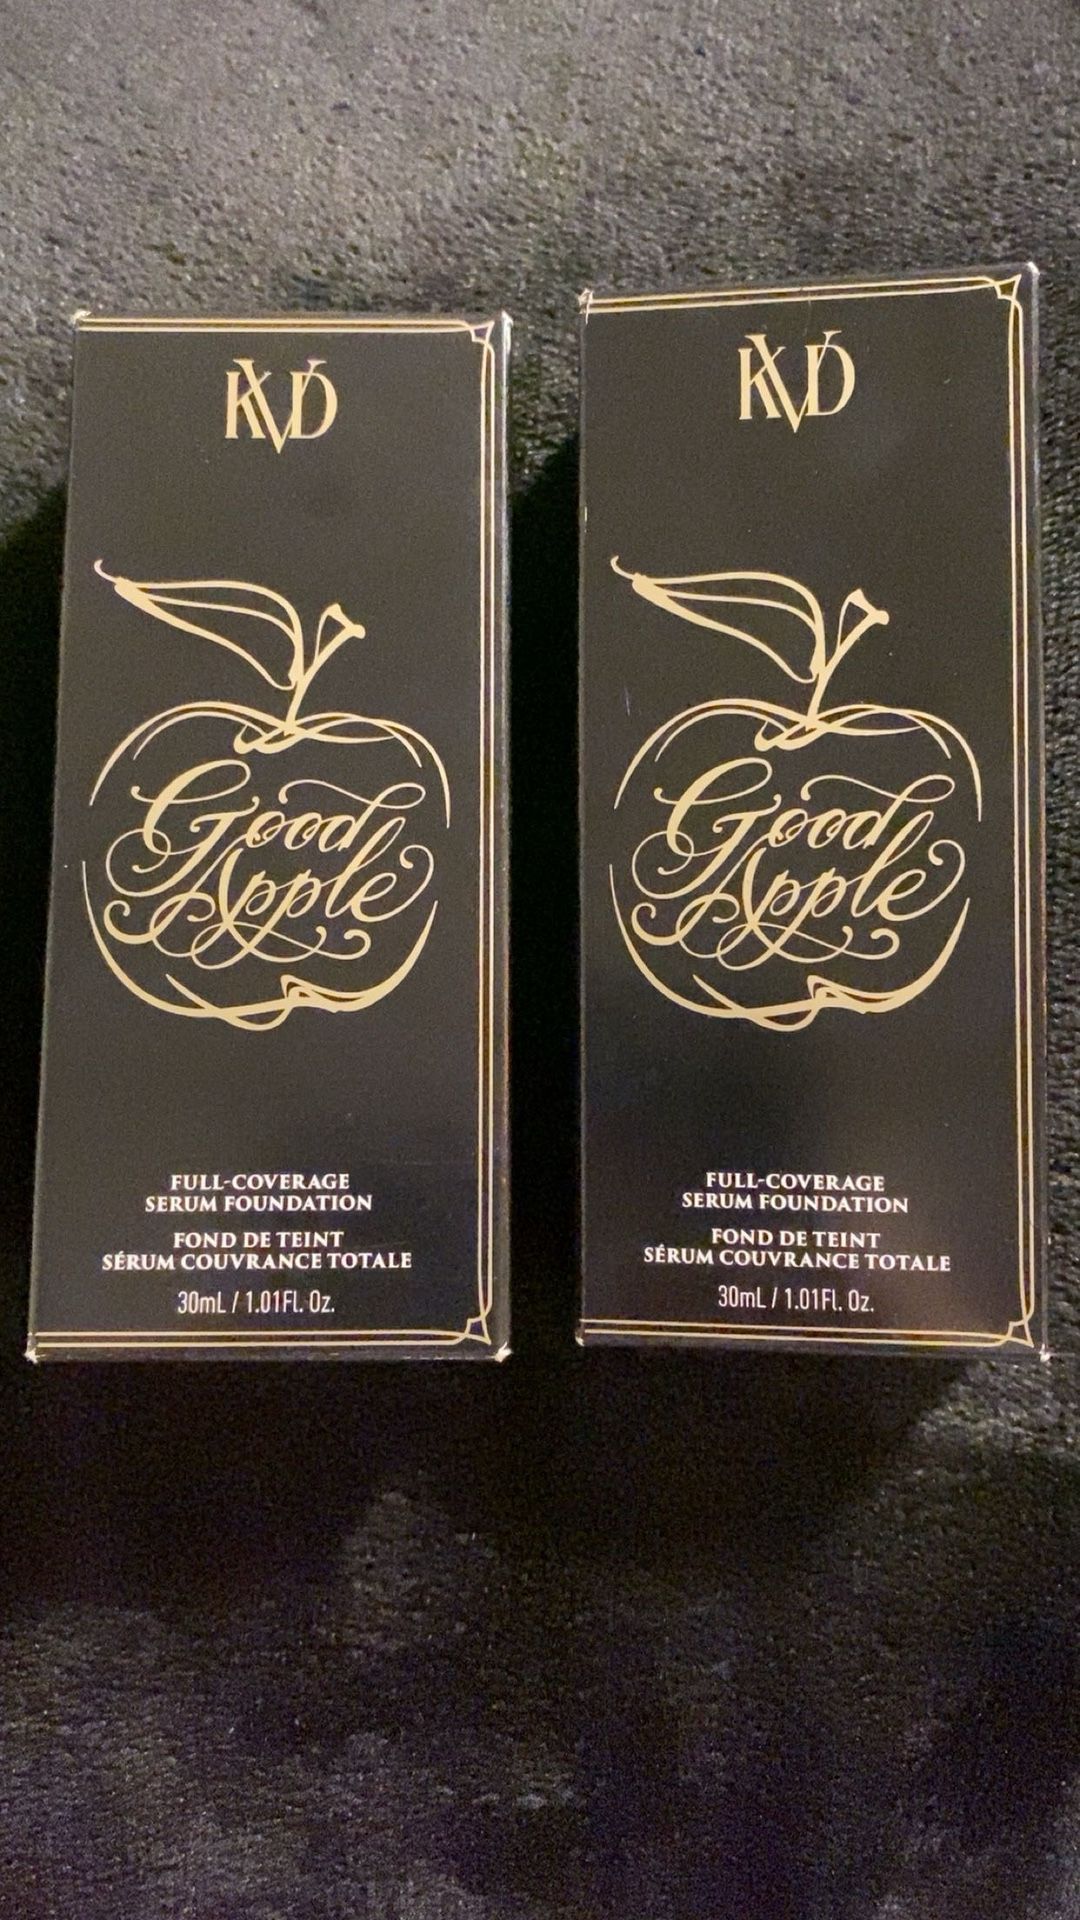 KVD
Good
Apple
FULL-COVERAGE
SERUM FOUNDATION
FOND DE TEINT
SÉRUM COUVRANCE TOTALE
30mL / 1.01Fl. Oz.
KVD
Good
Apple
FULL-COVERAGE
SERUM FOUNDATION
FOND DE TEINT
SÉRUM COUVRANCE TOTALE
30mL / 1.01Fl. Oz.